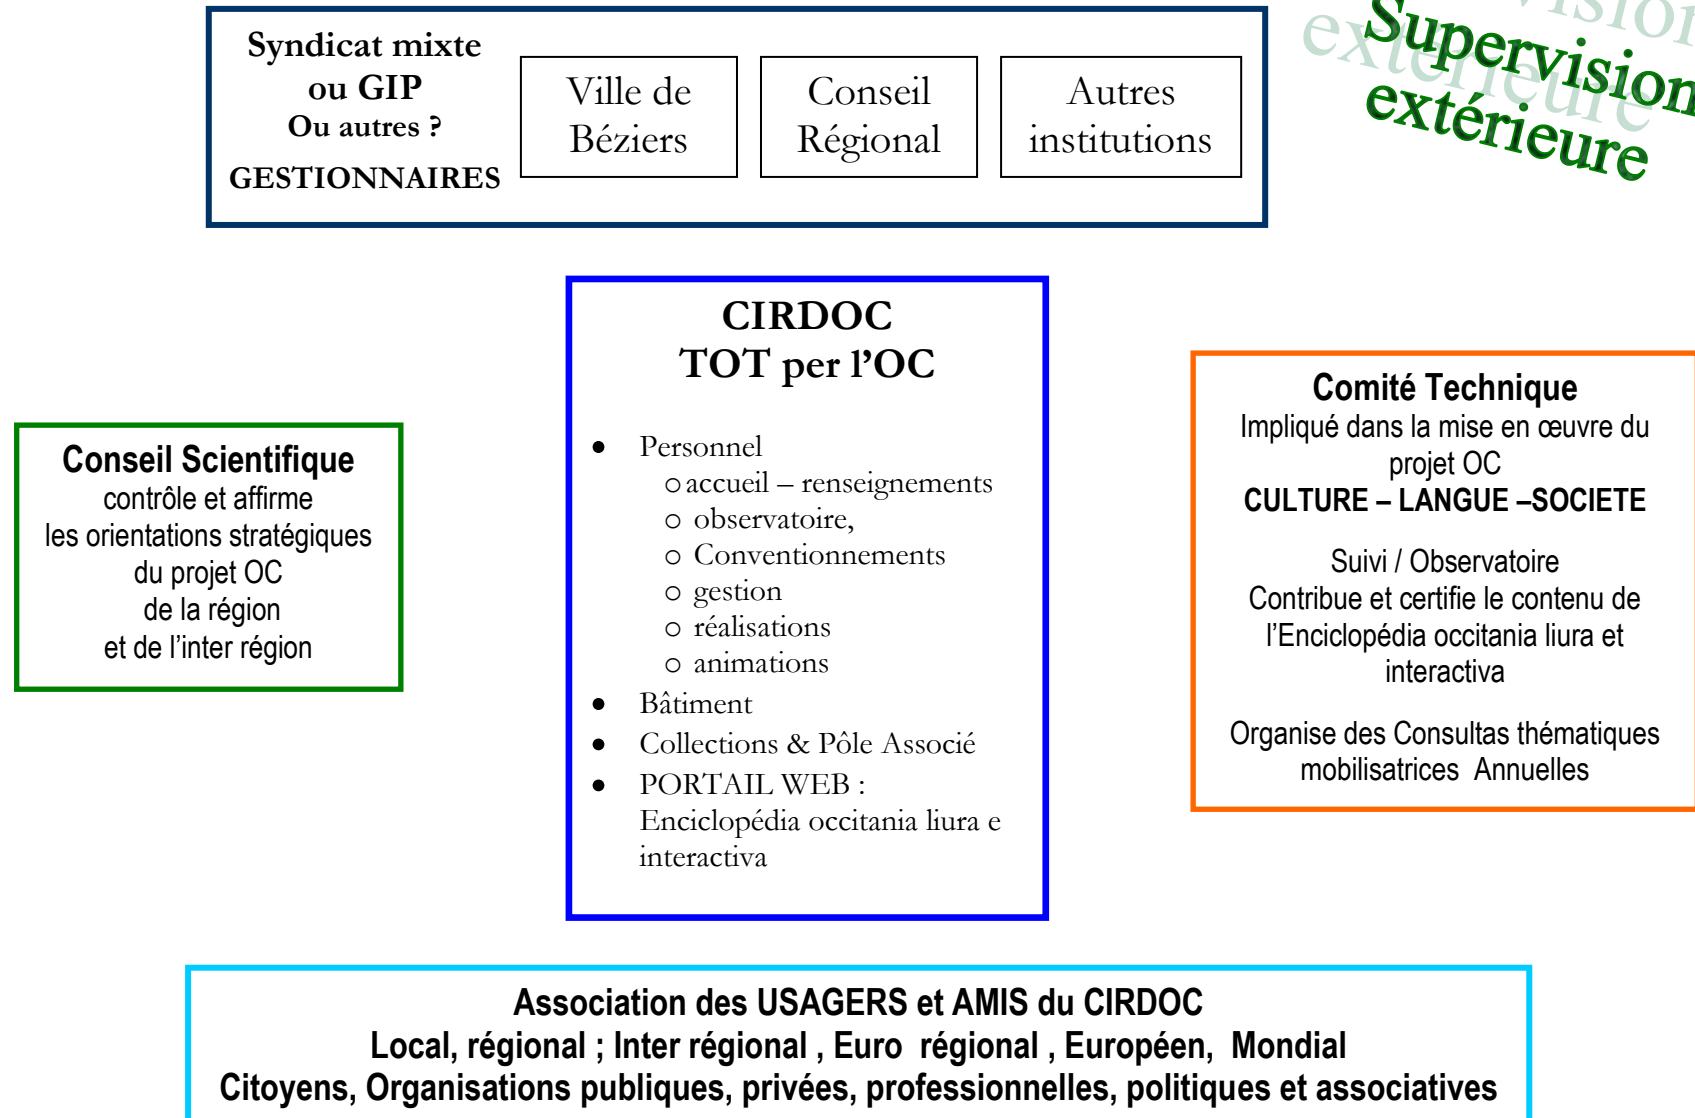 Syndicat mixte
ou GIP
Ou autres ?
GESTIONNAIRES
Ville de
Béziers
Conseil
Régional
Autres
institutions
Supervision
extérieure
Conseil Scientifique
contrôle et affirme
les orientations stratégiques
du projet OC
de la région
et de l’inter région
CIRDOC
TOT per l’OC
• Personnel
o accueil – renseignements
o observatoire,
o Conventionnements
o gestion
o réalisations
o animations
• Bâtiment
• Collections & Pôle Associé
• PORTAIL WEB :
Enciclopédia occitania liura e
interactiva
Comité Technique
Impliqué dans la mise en œuvre du
projet OC
CULTURE – LANGUE –SOCIETE
Suivi / Observatoire
Contribue et certifie le contenu de
l’Enciclopédia occitania liura et
interactiva
Organise des Consultas thématiques
mobilisatrices Annuelles
Association des USAGERS et AMIS du CIRDOC
Local, régional ; Inter régional , Euro régional , Européen, Mondial
Citoyens, Organisations publiques, privées, professionnelles, politiques et associatives